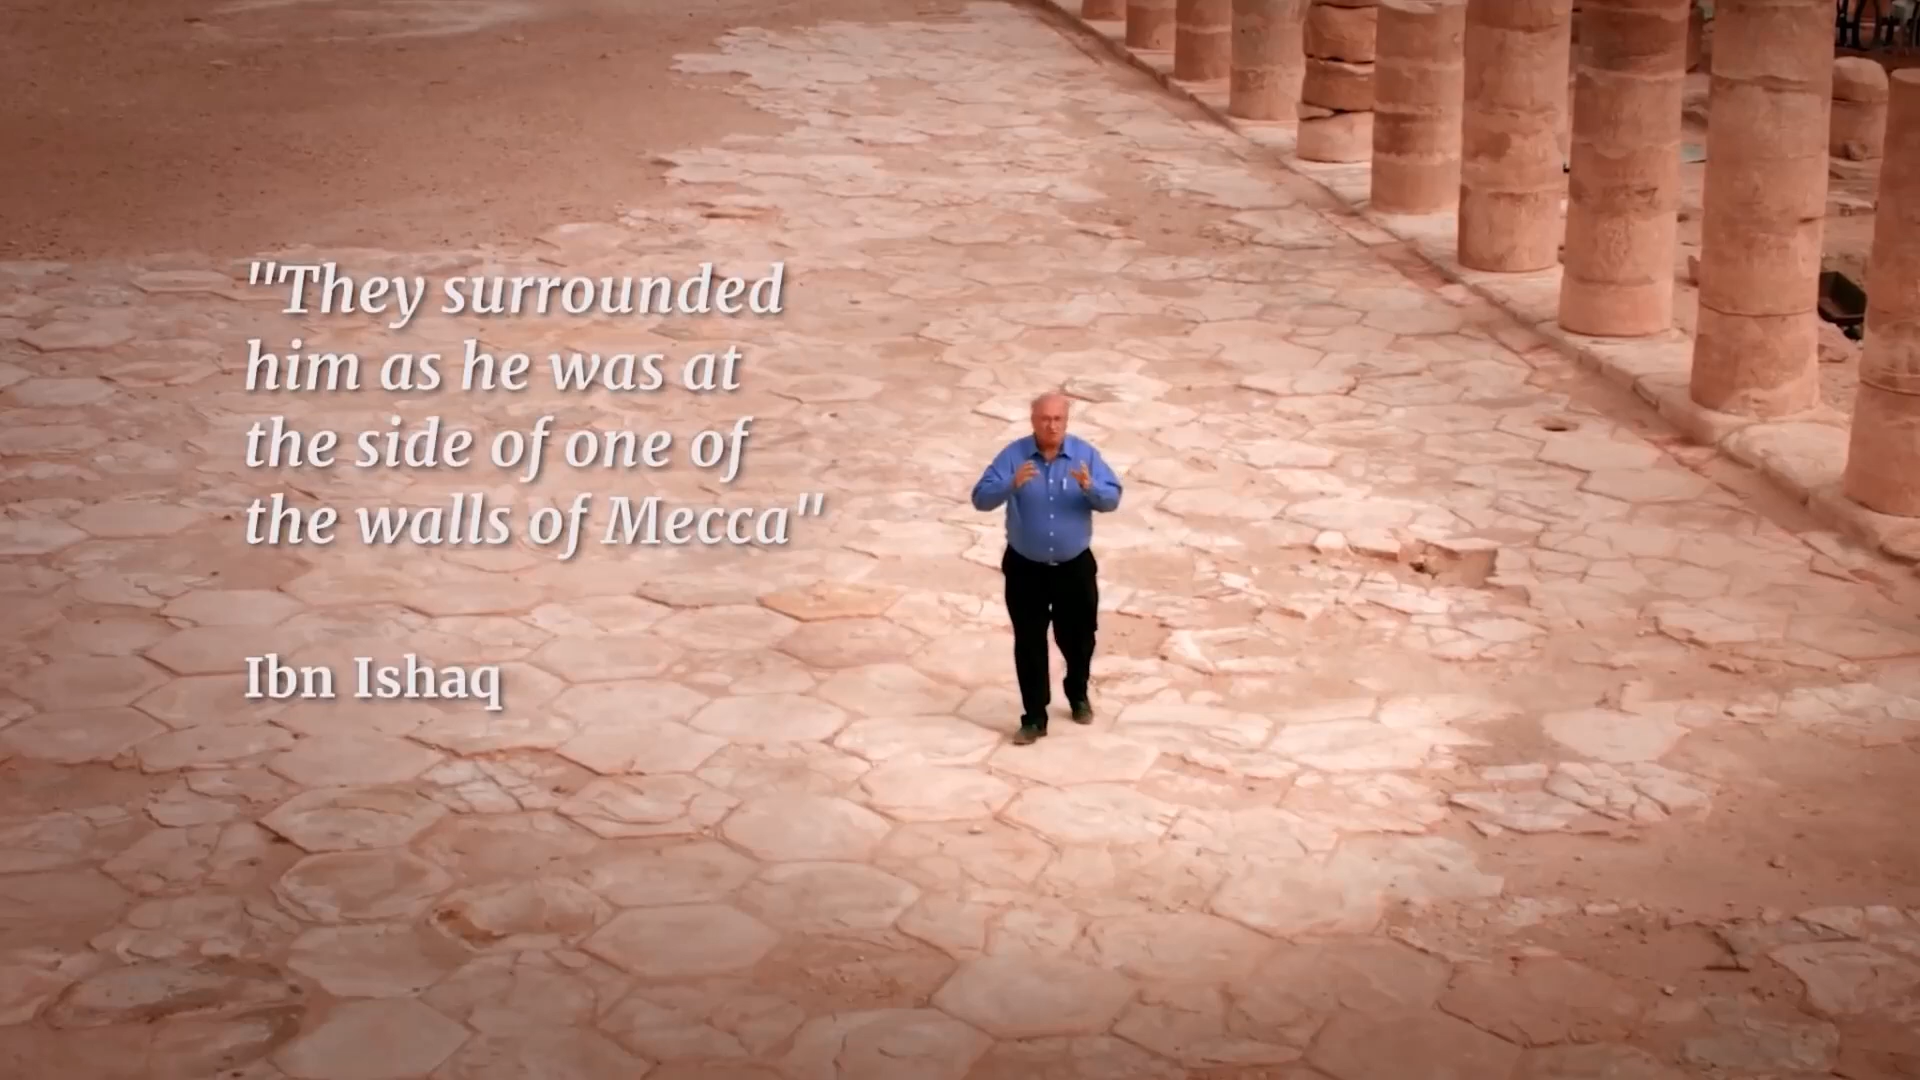 "They surrounded
him as he was at
the side of one of
the walls of Mecca"
Ibn Ishaq